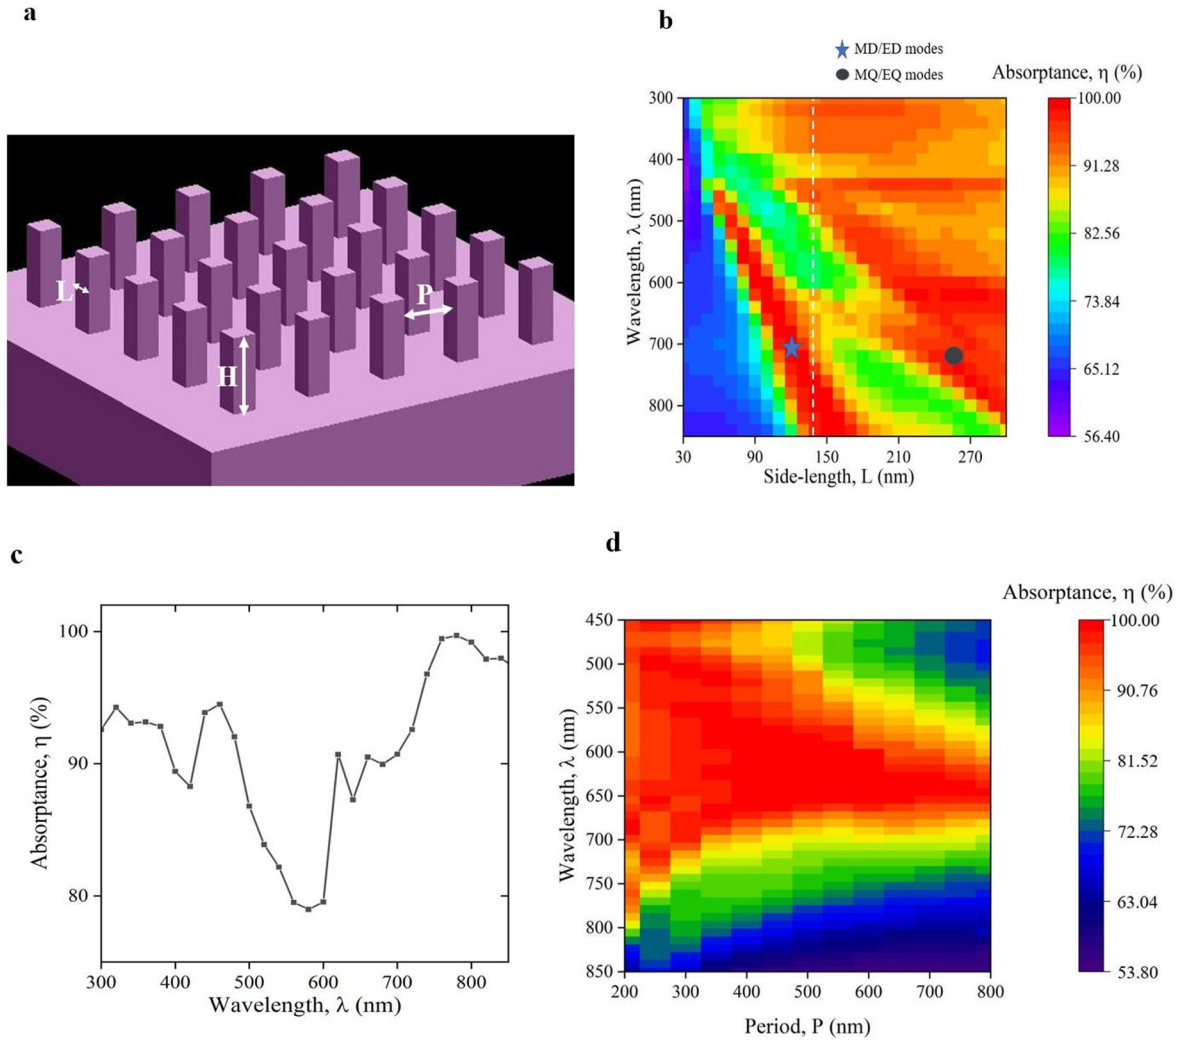 a
L
P
H
b
MD/ED modes
MQ/EQ modes
Absorptance, η (%)
300
400
500
600
700
800
Wavelength, λ (nm)
30
90
150
210
270
Side-length, L (nm)
100.00
91.28
82.56
73.84
65.12
56.40
c
100
90
80
Absorptance, η (%)
300
400
500
600
700
800
Wavelength, λ (nm)
d
Absorptance, η (%)
450
500
550
600
650
700
750
800
850
Wavelength, λ (nm)
200
300
400
500
600
700
800
Period, P (nm)
100.00
90.76
81.52
72.28
63.04
53.80